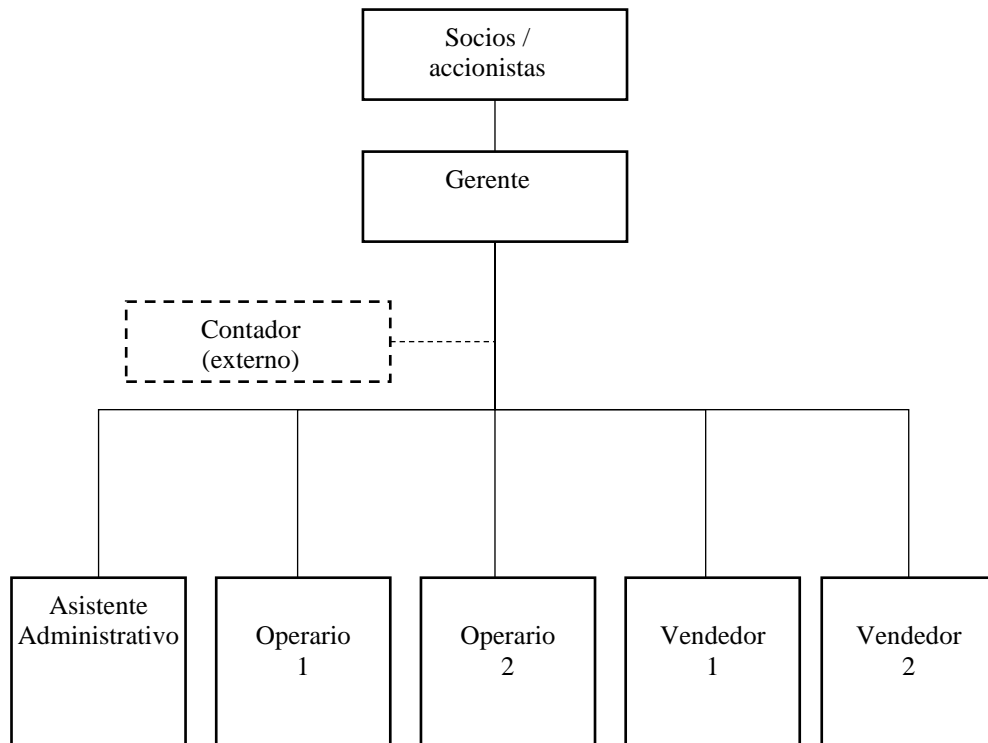 Socios /
accionistas
Gerente
Contador
(externo)
Asistente
Administrativo
Operario
1
Operario
2
Vendedor
1
Vendedor
2